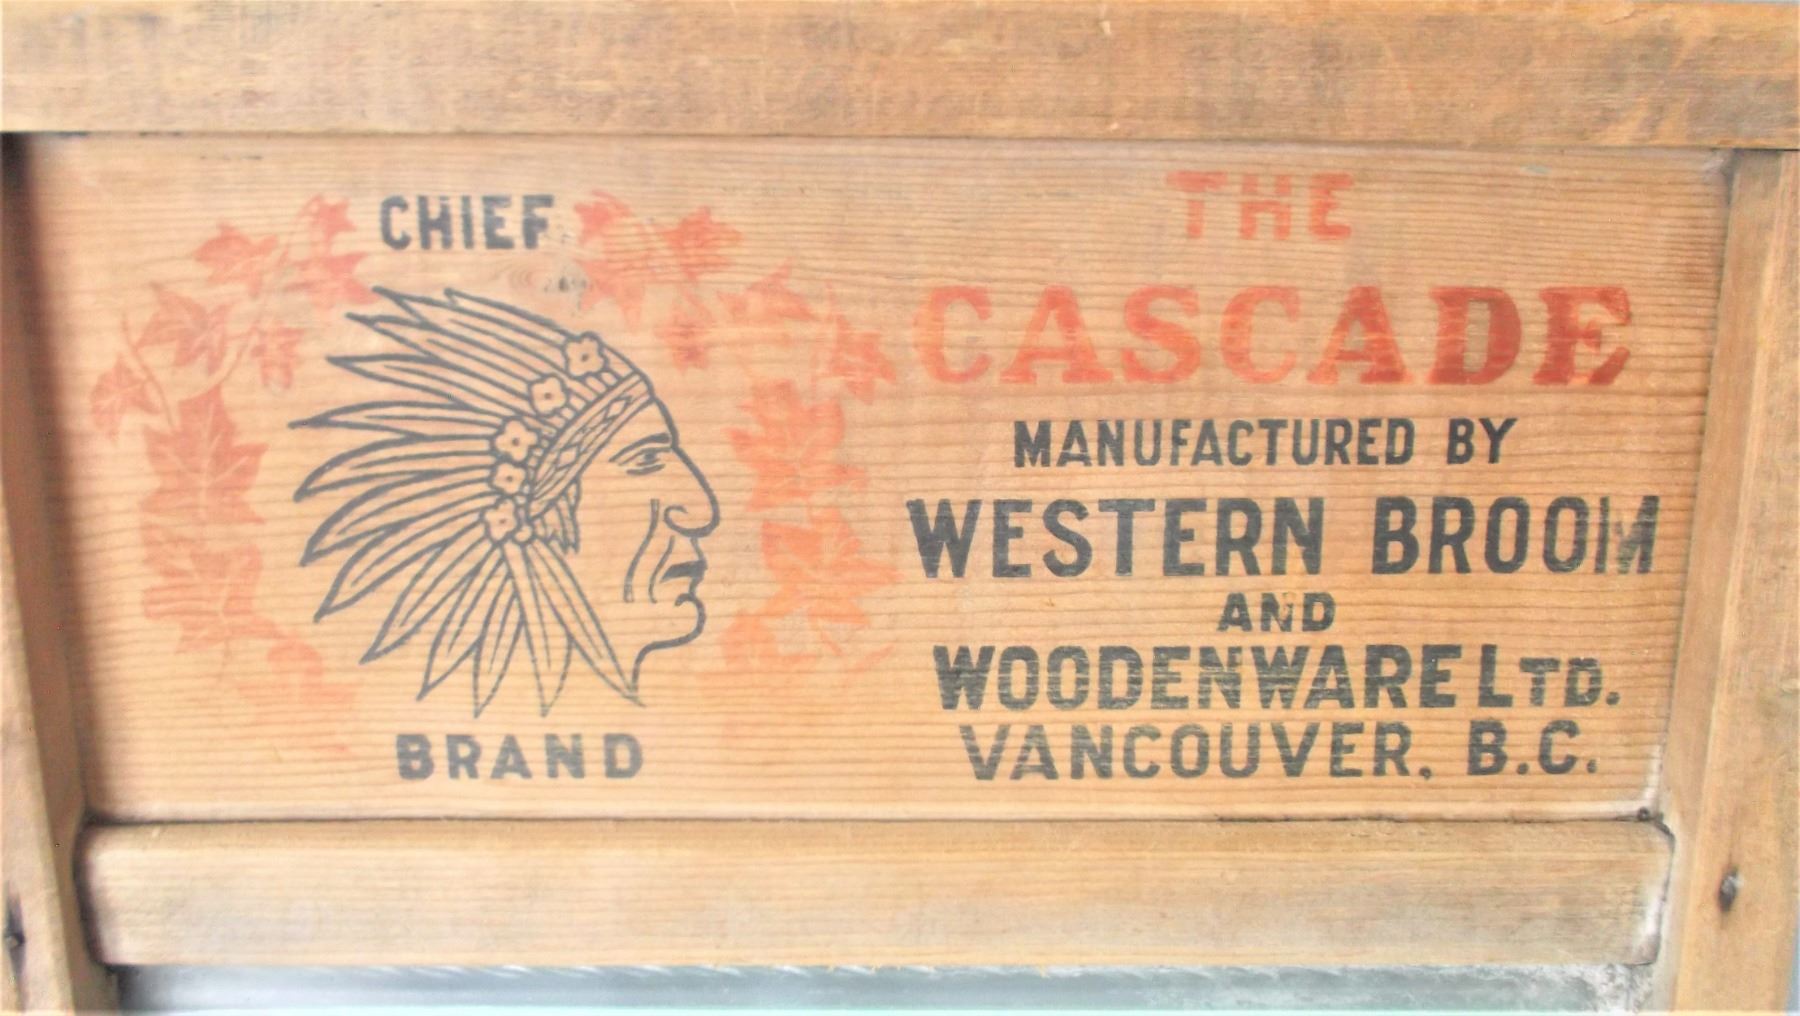 CHIEF
BRAND
THE
CASCADE
MANUFACTURED BY
WESTERN BROOM
AND
WOODENWARE LTD.
VANCOUVER, B.C.